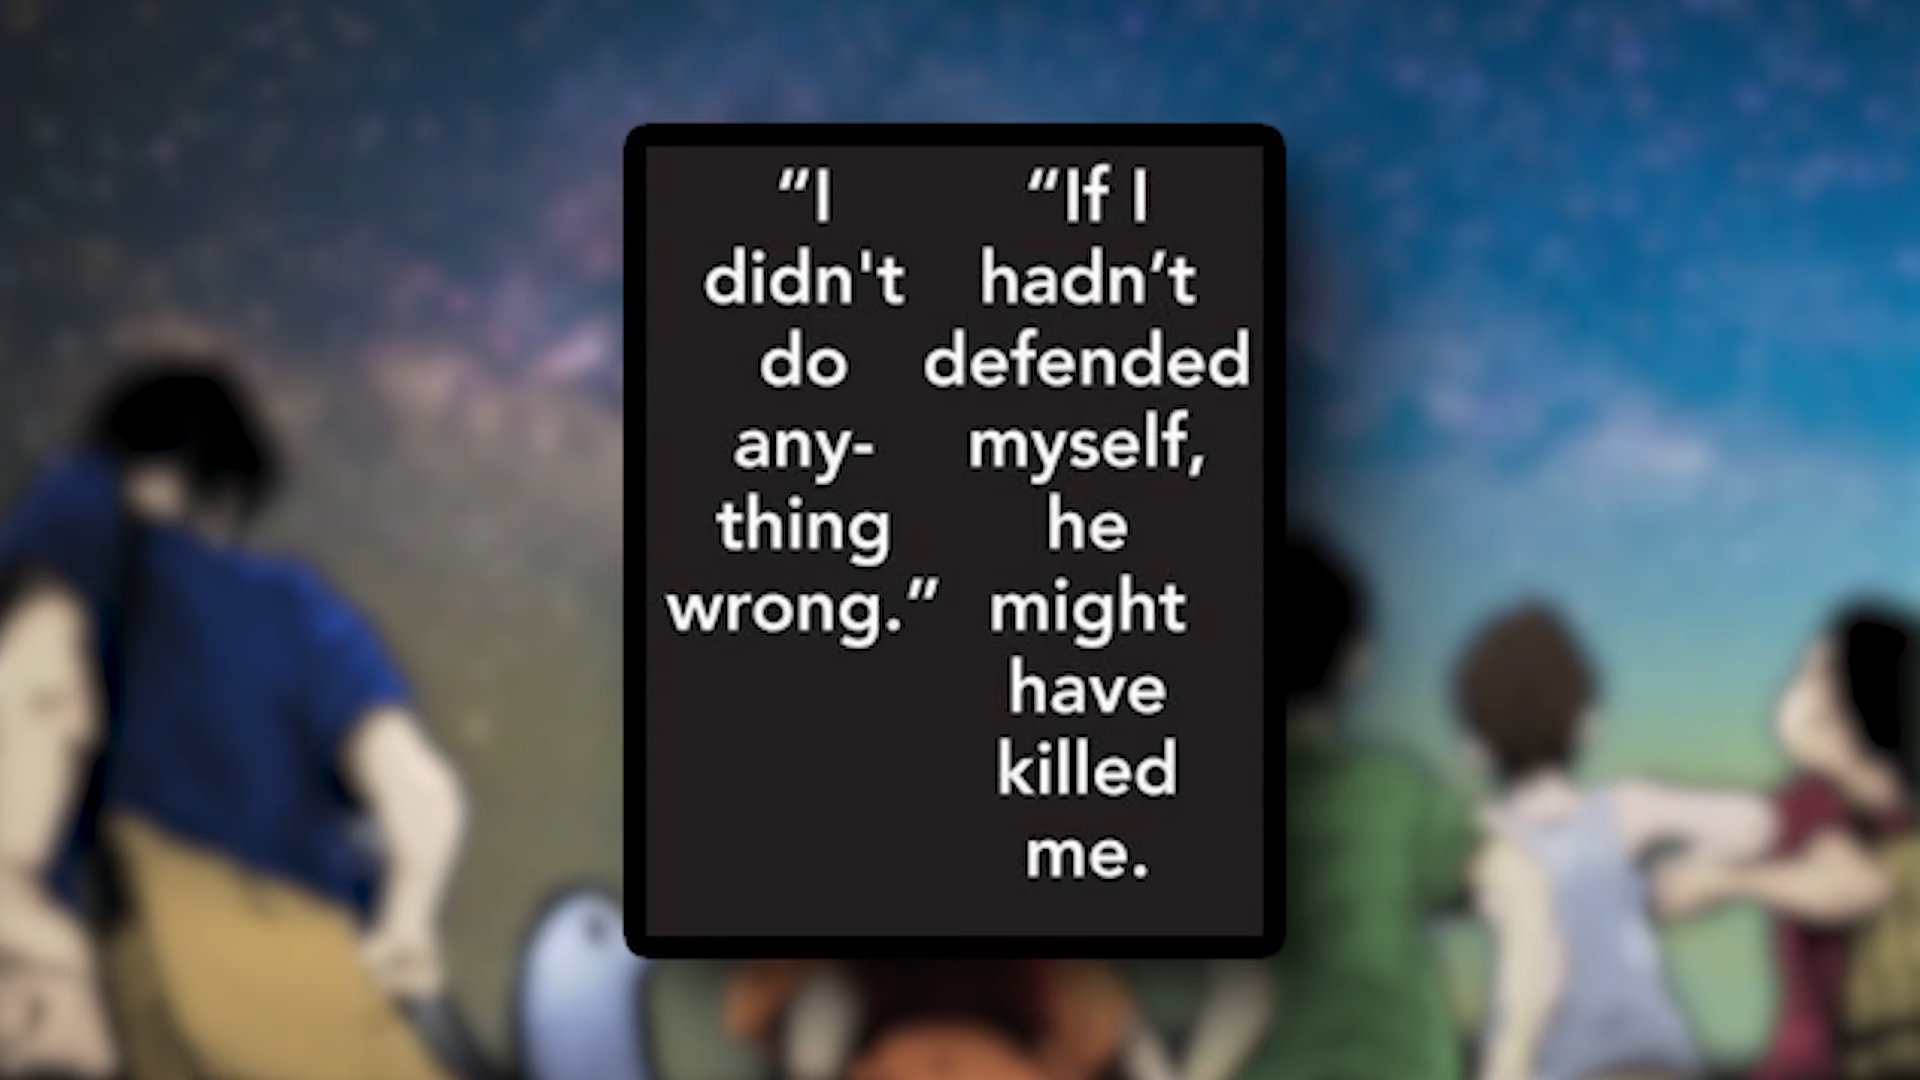 “I
didn't
do
any-
thing
wrong.”
“If I
hadn’t
defended
myself,
he
might
have
killed
me.